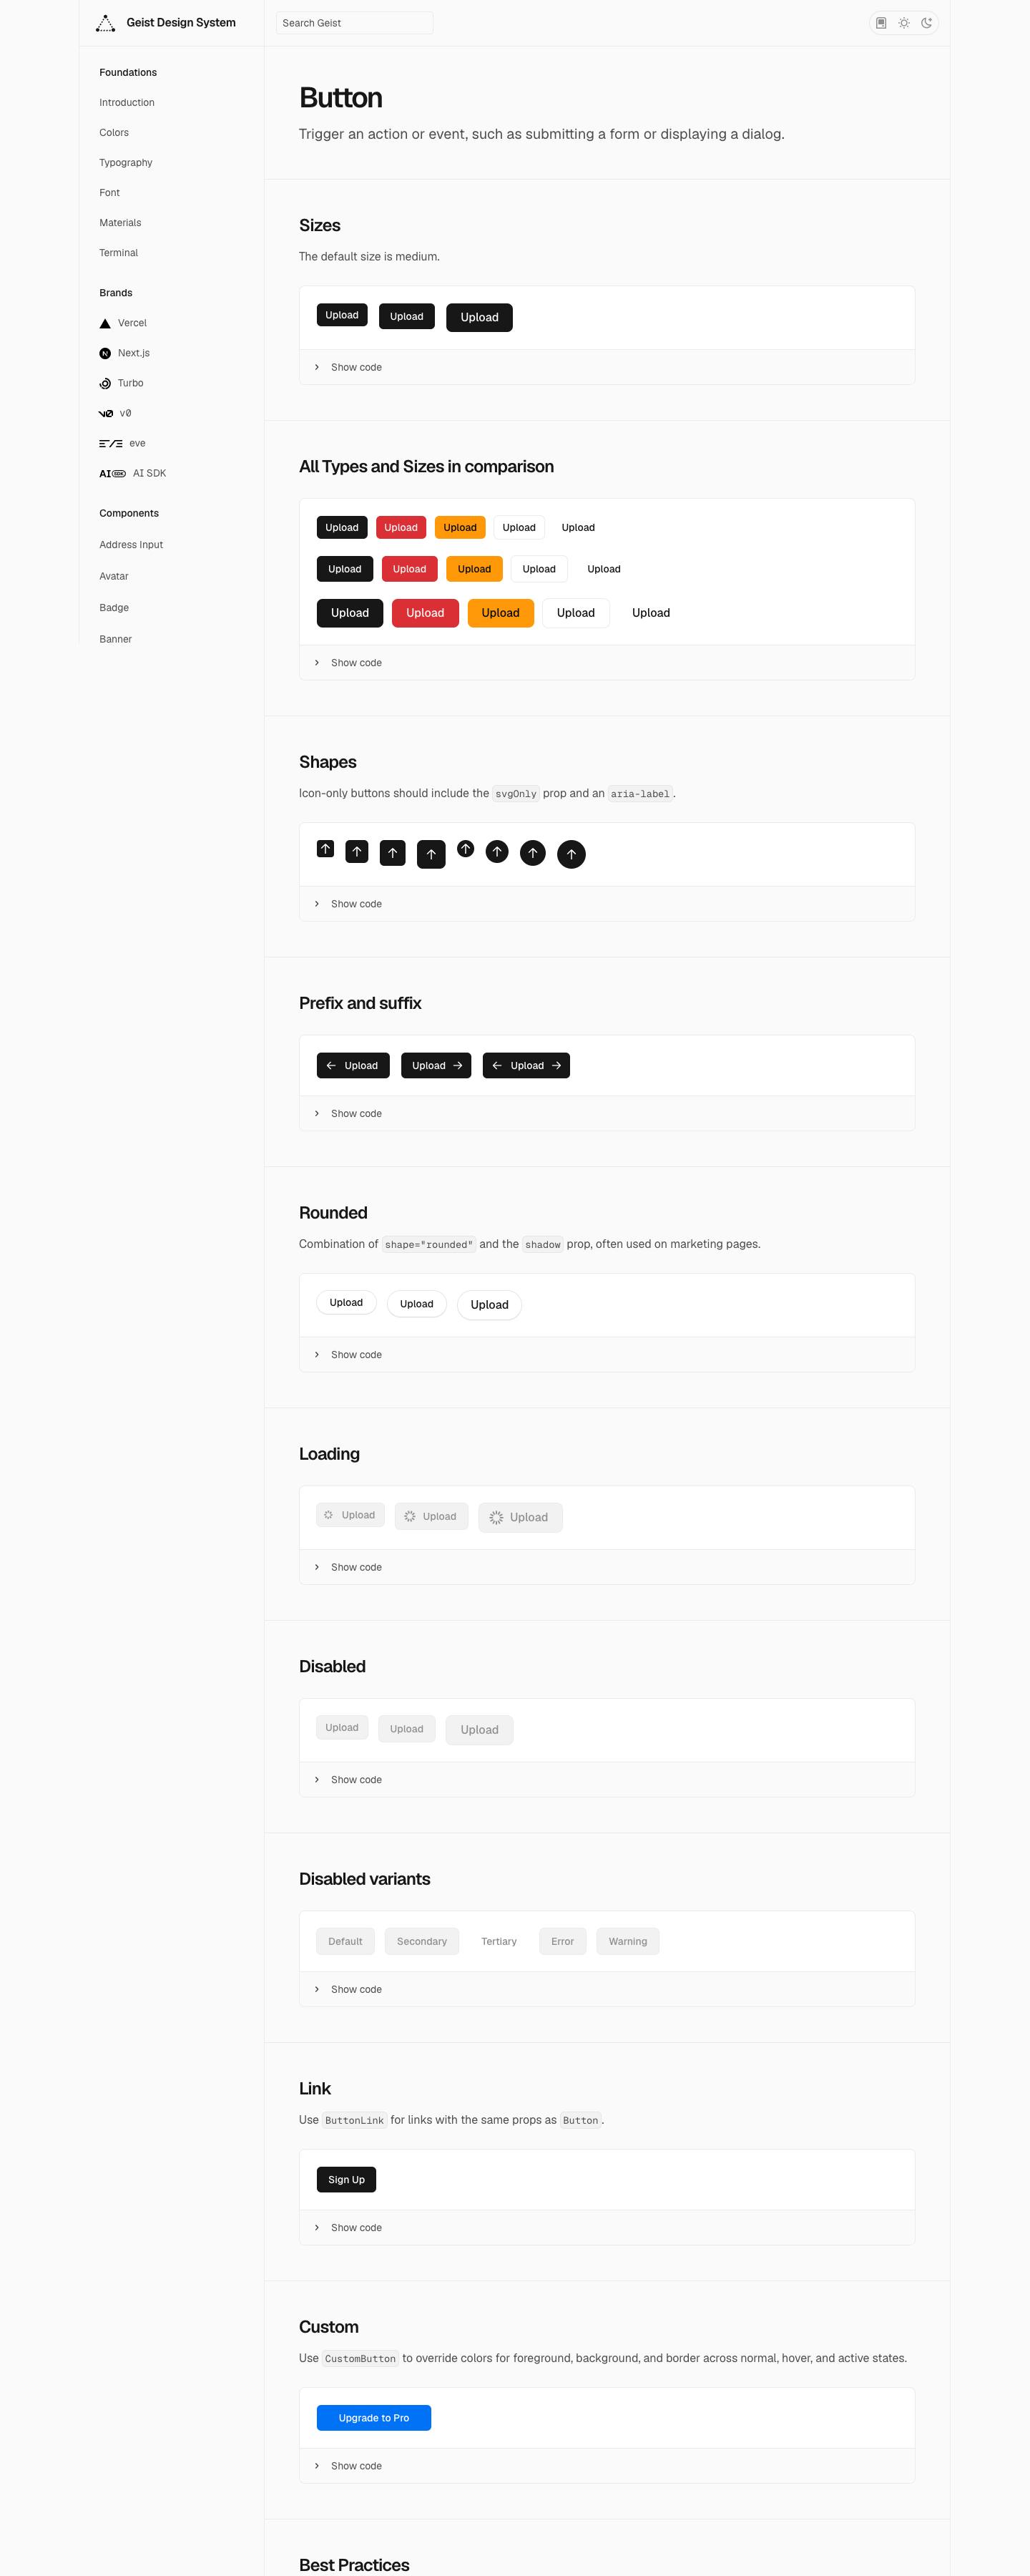 Geist Design System
Search Geist
Foundations
Introduction
Colors
Typography
Font
Materials
Terminal
Brands
Vercel
Next.js
Turbo
v0
eve
AI SDK AI SDK
Components
Address Input
Avatar
Badge
Banner
Button
Trigger an action or event, such as submitting a form or displaying a dialog.
Sizes
The default size is medium.
Upload Upload Upload
Show code
All Types and Sizes in comparison
Upload Upload Upload Upload Upload
Upload Upload Upload Upload Upload
Upload Upload Upload Upload Upload
Show code
Shapes
Icon-only buttons should include the svgOnly prop and an aria-label.
Show code
Prefix and suffix
Upload Upload Upload
Show code
Rounded
Combination of shape="rounded" and the shadow prop, often used on marketing pages.
Upload Upload Upload
Show code
Loading
Upload Upload Upload
Show code
Disabled
Upload Upload Upload
Show code
Disabled variants
Default Secondary Tertiary Error Warning
Show code
Link
Use ButtonLink for links with the same props as Button.
Sign Up
Show code
Custom
Use CustomButton to override colors for foreground, background, and border across normal, hover, and active states.
Upgrade to Pro
Show code
Best Practices